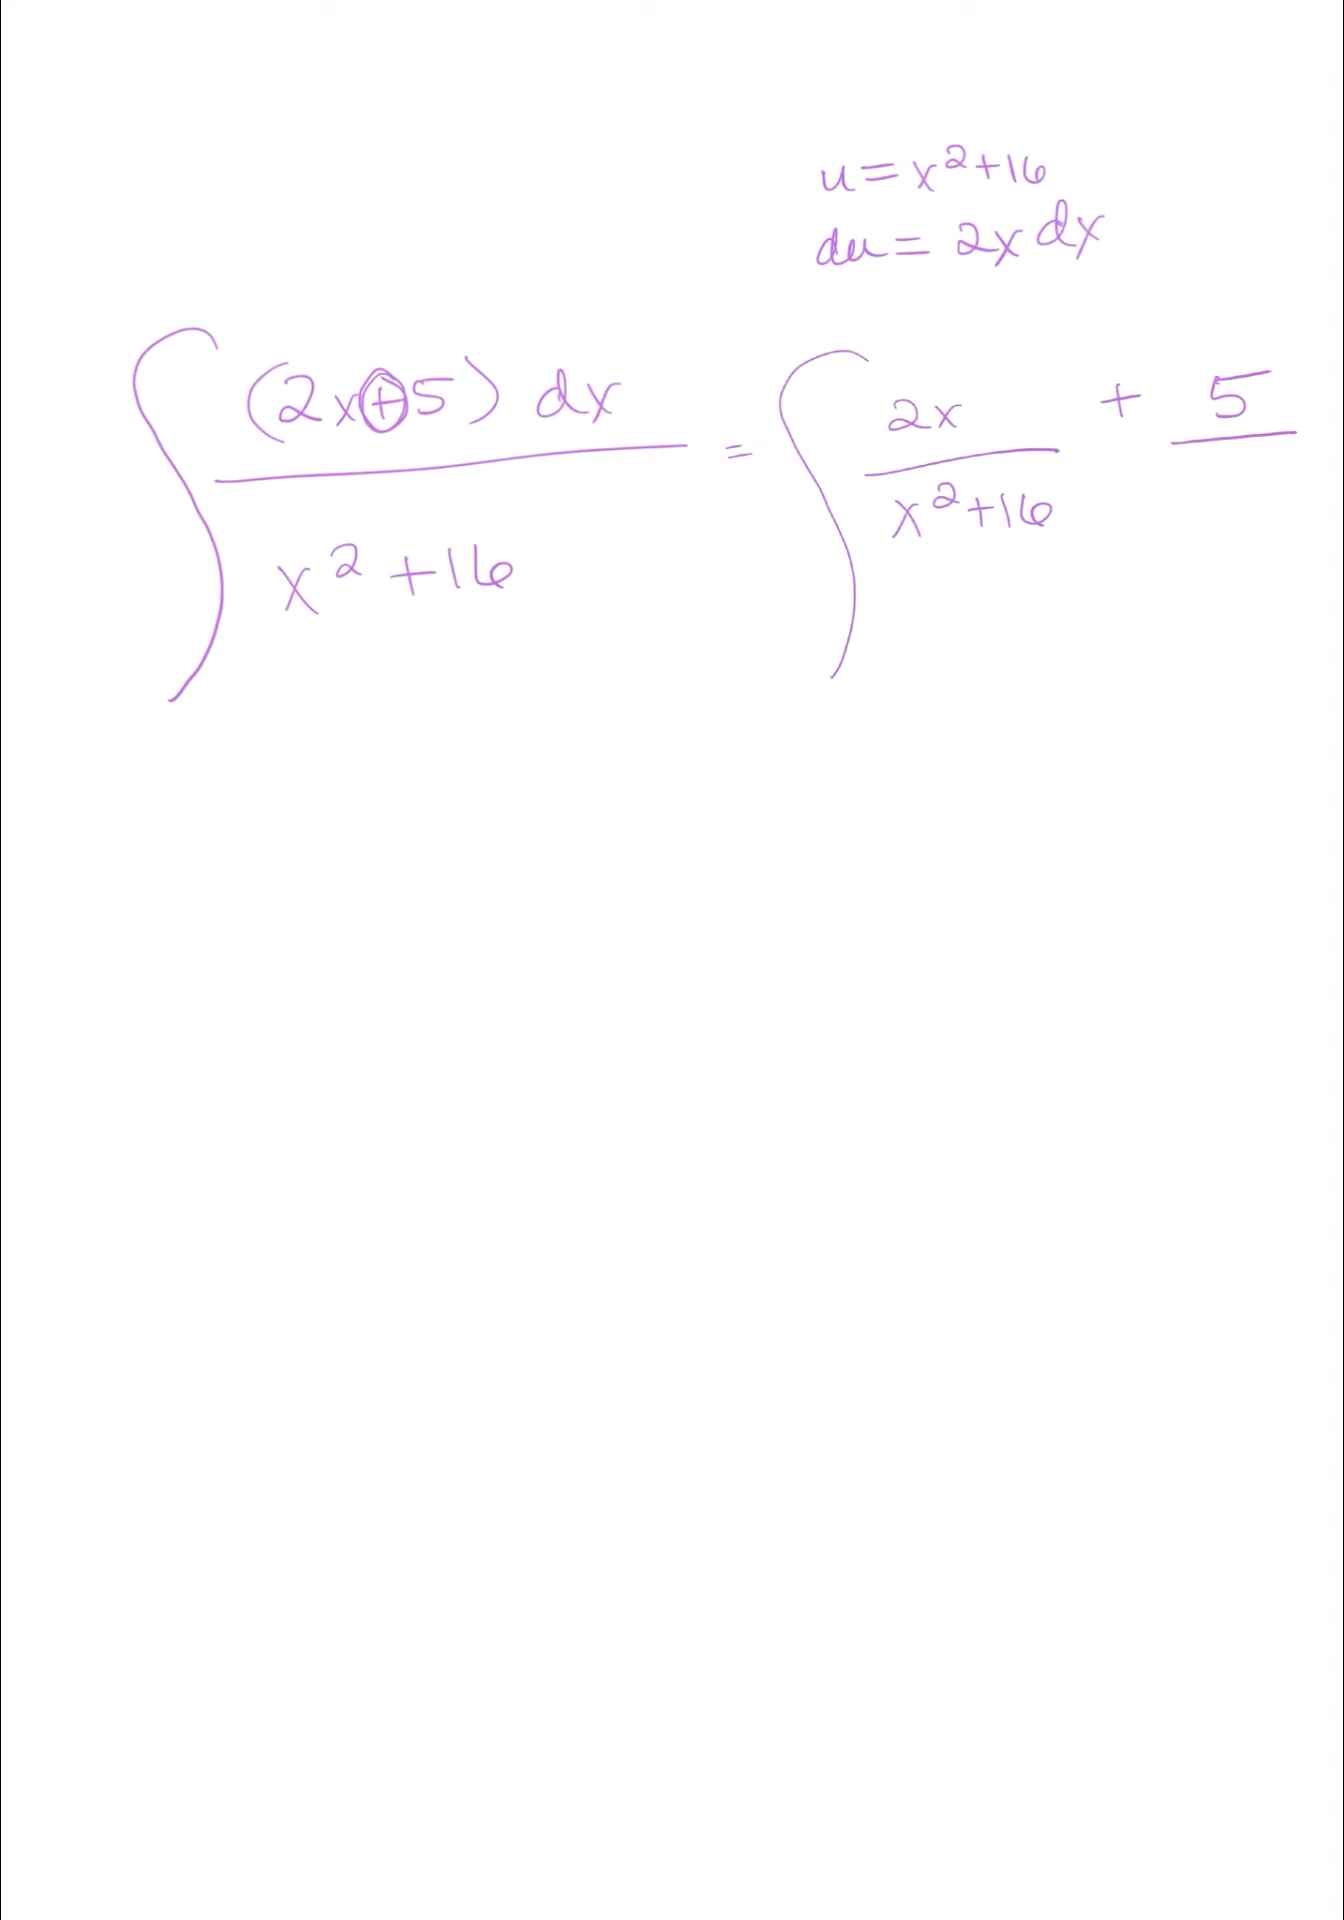 u = x² + 16
du = 2x dx
∫ (2x + 5) dx / x² + 16 = ∫ 2x / x² + 16 + 5 /